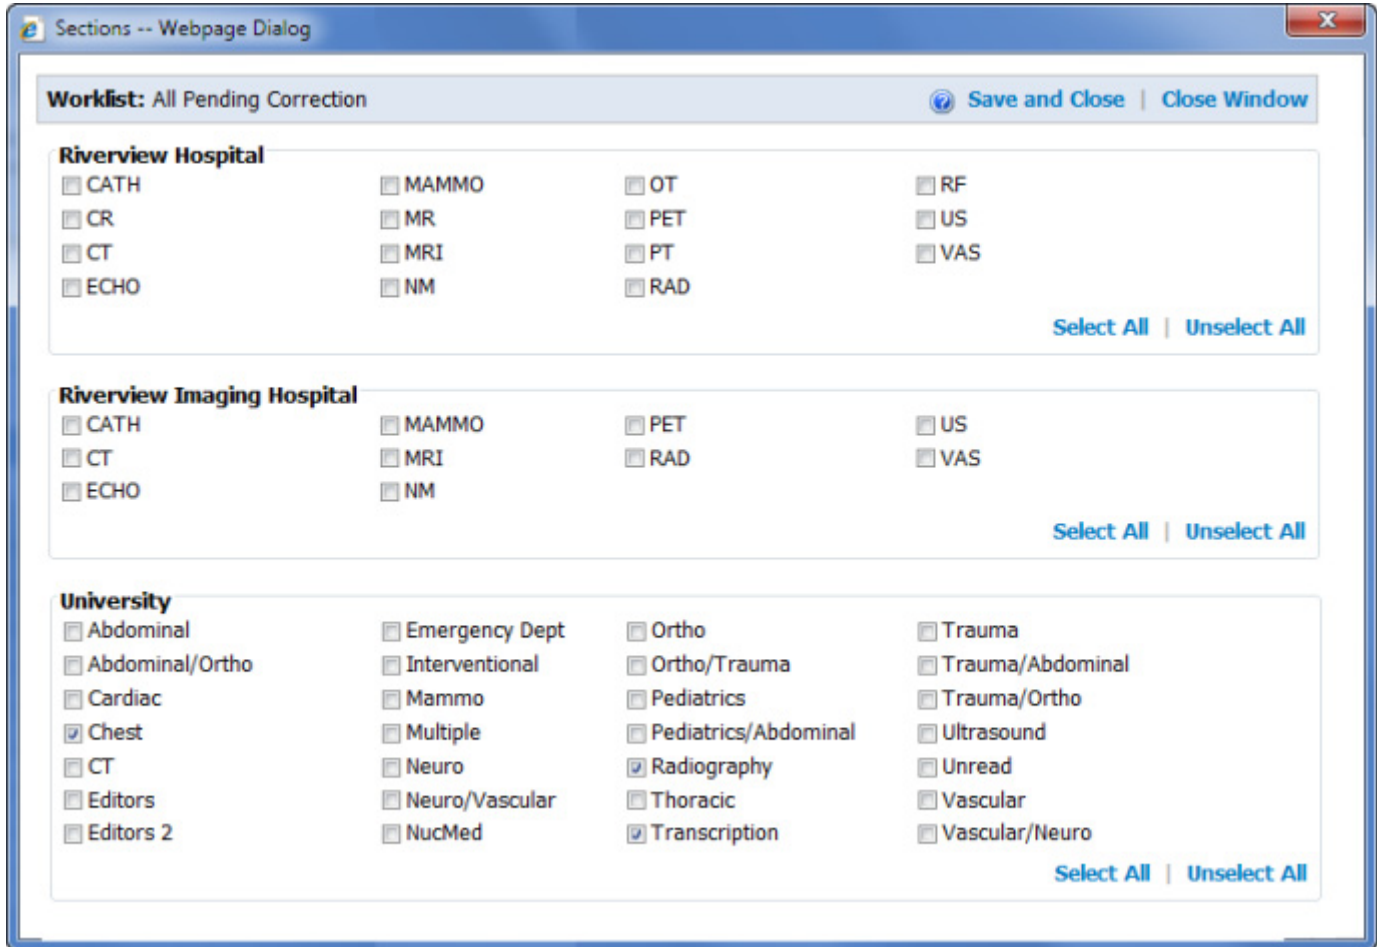 Sections -- Webpage Dialog
Worklist: All Pending Correction Save and Close | Close Window
Riverview Hospital
CATH MAMMO OT RF
CR MR PET US
CT MRI PT VAS
ECHO NM RAD
Select All | Unselect All
Riverview Imaging Hospital
CATH MAMMO PET US
CT MRI RAD VAS
ECHO NM
Select All | Unselect All
University
Abdominal Emergency Dept Ortho Trauma
Abdominal/Ortho Interventional Ortho/Trauma Trauma/Abdominal
Cardiac Mammo Pediatrics Trauma/Ortho
Chest Multiple Pediatrics/Abdominal Ultrasound
CT Neuro Radiography Unread
Editors Neuro/Vascular Thoracic Vascular
Editors 2 NucMed Transcription Vascular/Neuro
Select All | Unselect All